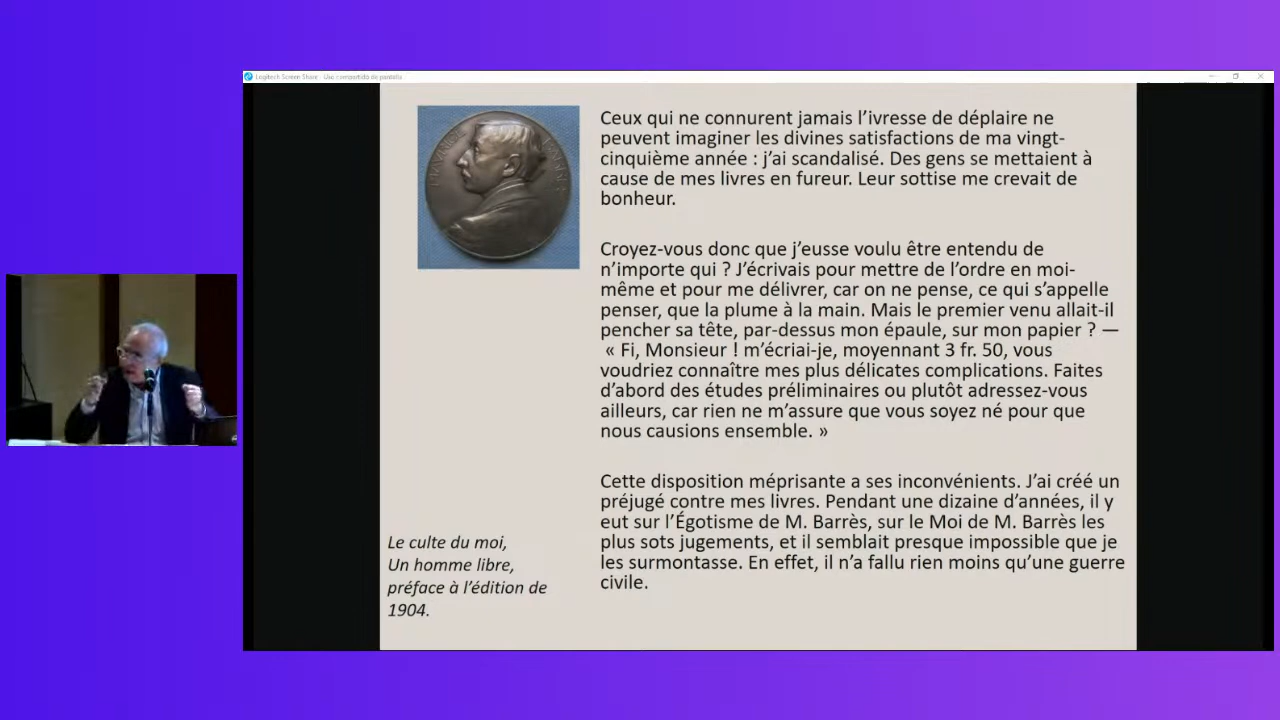 Logitech Screen Share - Uso compartido de pantalla
Ceux qui ne connurent jamais l’ivresse de déplaire ne
peuvent imaginer les divines satisfactions de ma vingt-
cinquième année : j’ai scandalisé. Des gens se mettaient à
cause de mes livres en fureur. Leur sottise me crevait de
bonheur.
Croyez-vous donc que j’eusse voulu être entendu de
n’importe qui ? J’écrivais pour mettre de l’ordre en moi-
même et pour me délivrer, car on ne pense, ce qui s’appelle
penser, que la plume à la main. Mais le premier venu allait-il
pencher sa tête, par-dessus mon épaule, sur mon papier ? —
« Fi, Monsieur ! m’écriai-je, moyennant 3 fr. 50, vous
voudriez connaître mes plus délicates complications. Faites
d’abord des études préliminaires ou plutôt adressez-vous
ailleurs, car rien ne m’assure que vous soyez né pour que
nous causions ensemble. »
Cette disposition méprisante a ses inconvénients. J’ai créé un
préjugé contre mes livres. Pendant une dizaine d’années, il y
eut sur l’Égotisme de M. Barrès, sur le Moi de M. Barrès les
plus sots jugements, et il semblait presque impossible que je
les surmontasse. En effet, il n’a fallu rien moins qu’une guerre
civile.
Le culte du moi,
Un homme libre,
préface à l’édition de
1904.